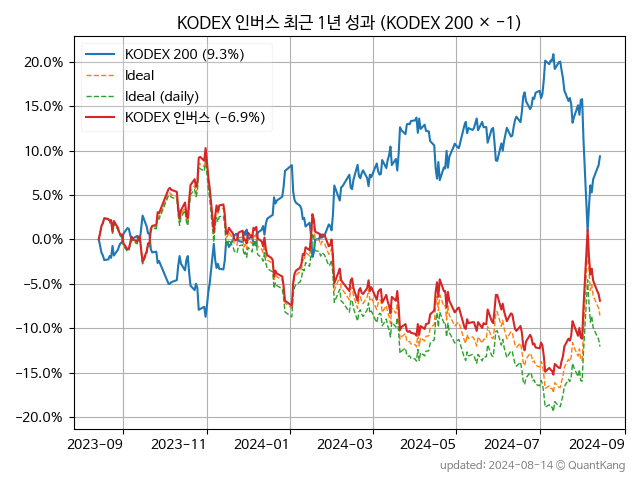 KODEX 인버스 최근 1년 성과 (KODEX 200 × −1)
KODEX 200 (9.3%)
Ideal
Ideal (daily)
KODEX 인버스 (−6.9%)
20.0%
15.0%
10.0%
5.0%
0.0%
−5.0%
−10.0%
−15.0%
−20.0%
2023-09 2023-11 2024-01 2024-03 2024-05 2024-07 2024-09
updated: 2024-08-14 © QuantKang